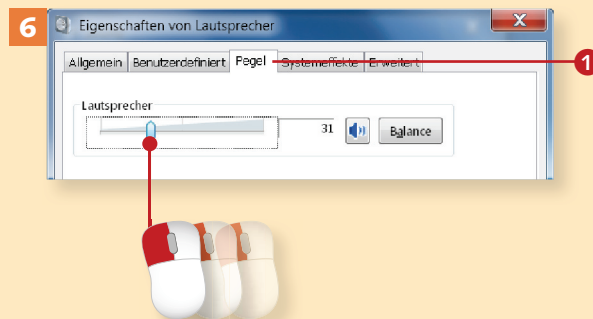 6
Eigenschaften von Lautsprecher
X
Allgemein Benutzerdefiniert Pegel Systemeffekte Erweitert
1
Lautsprecher
31 Balance